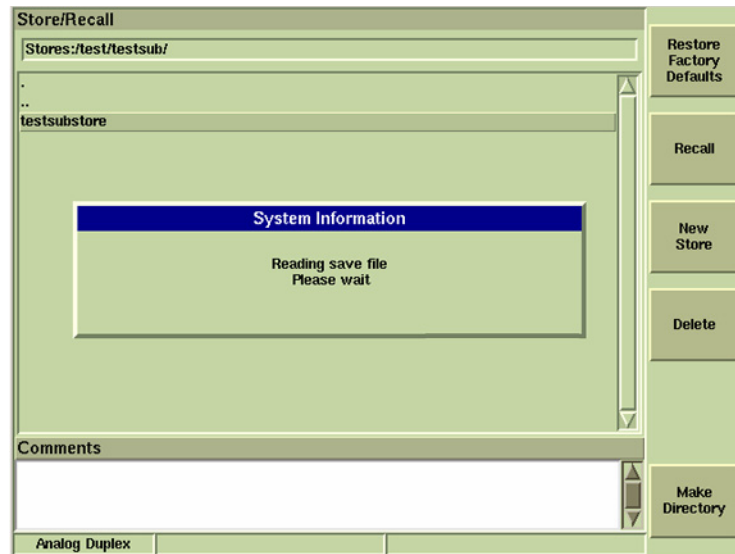 Store/Recall
Stores:/test/testsub/
.
..
testsubstore
System Information
Reading save file
Please wait
Comments
Analog Duplex
Restore
Factory
Defaults
Recall
New
Store
Delete
Make
Directory